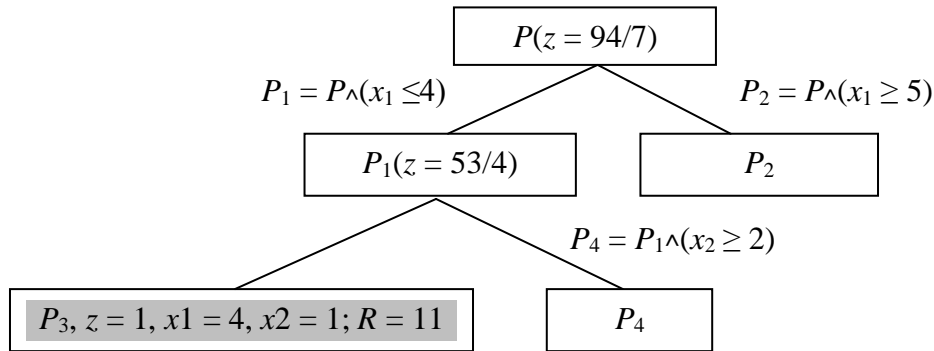 P(z = 94/7)
P₁ = P∧(x₁ ≤4)
P₂ = P∧(x₁ ≥ 5)
P₁(z = 53/4)
P₂
P₄ = P₁∧(x₂ ≥ 2)
P₃, z = 1, x1 = 4, x2 = 1; R = 11
P₄